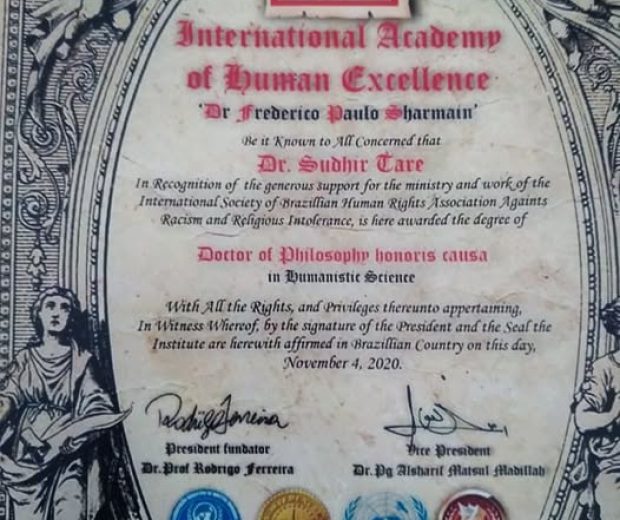 International Academy
of Human Excellence
'Dr Frederico Paulo Sharmain'
Be it Known to All Concerned that
Dr. Sudhir Tare
In Recognition of the generous support for the ministry and work of the
International Society of Brazillian Human Rights Association Againts
Racism and Religious Intolerance, is here awarded the degree of
Doctor of Philosophy honoris causa
in Humanistic Science
With All the Rights, and Privileges thereunto appertaining,
In Witness Whereof, by the signature of the President and the Seal the
Institute are herewith affirmed in Brazillian Country on this day,
November 4, 2020.
Rodrigo Ferreira
President fundator
Vice President
Dr. Prof Rodrigo Ferreira
Dr. Pg Alsharif Matsul Madillah